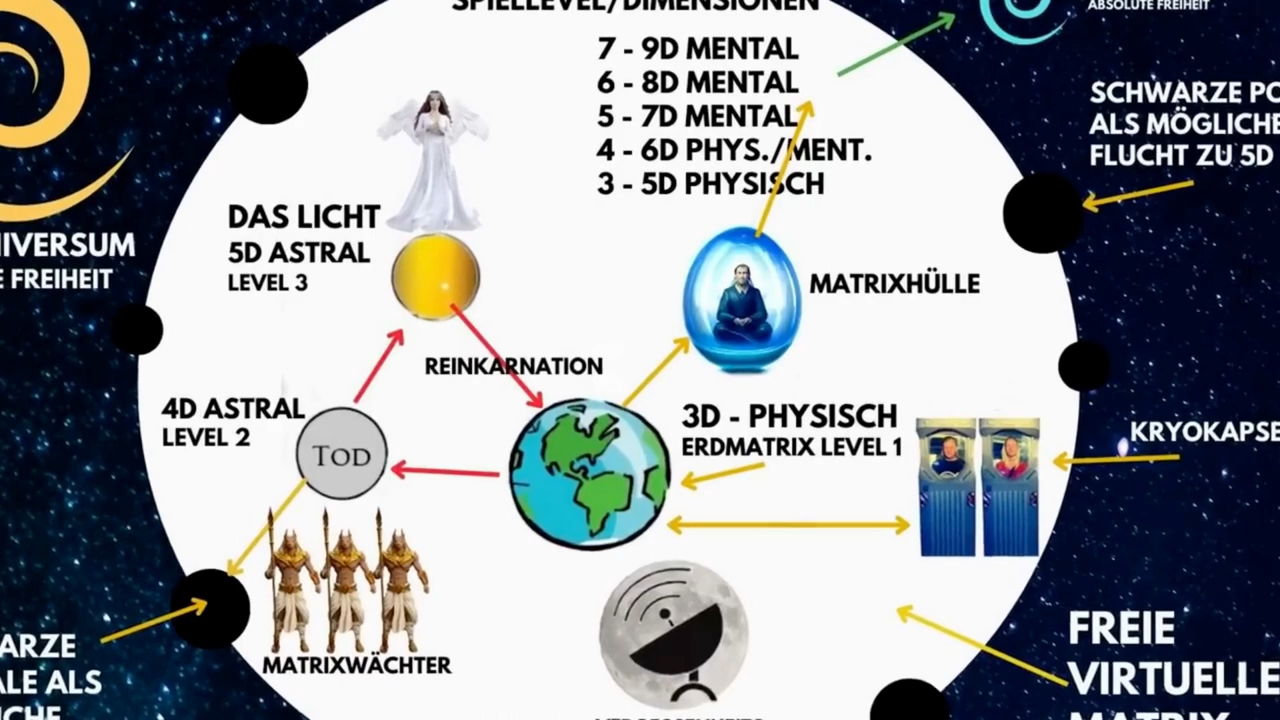 SPIELLEVEL/DIMENSIONEN
7 - 9D MENTAL
6 - 8D MENTAL
5 - 7D MENTAL
4 - 6D PHYS./MENT.
3 - 5D PHYSISCH
ABSOLUTE FREIHEIT
SCHWARZE PO
ALS MÖGLICHE
FLUCHT ZU 5D
NIVERSUM
E FREIHEIT
DAS LICHT
5D ASTRAL
LEVEL 3
MATRIXHÜLLE
REINKARNATION
4D ASTRAL
LEVEL 2
TOD
3D - PHYSISCH
ERDMATRIX LEVEL 1
KRYOKAPSE
MATRIXWÄCHTER
ARZE
ALE ALS
FREIE
VIRTUELLE
MATRIX